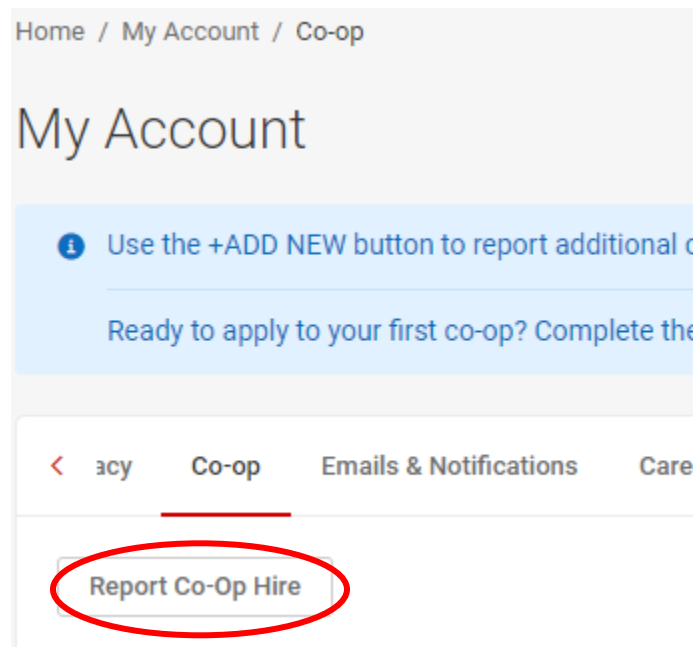 Home / My Account / Co-op
My Account
Use the +ADD NEW button to report additional
Ready to apply to your first co-op? Complete the
acy Co-op Emails & Notifications Care
Report Co-Op Hire